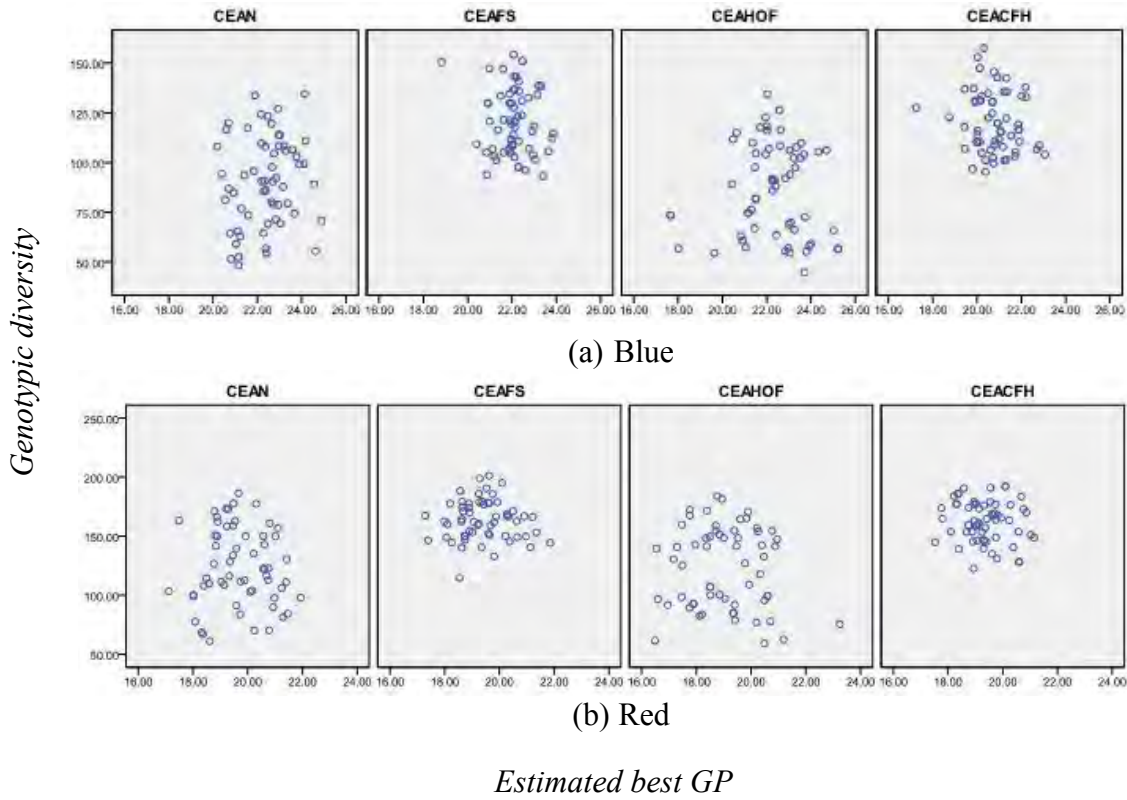 CEAN CEAFS CEAHOF CEACFH
150.00
125.00
100.00
75.00
50.00
16.00 18.00 20.00 22.00 24.00 26.00 16.00 18.00 20.00 22.00 24.00 26.00 16.00 18.00 20.00 22.00 24.00 26.00 16.00 18.00 20.00 22.00 24.00 26.00
(a) Blue
Genotypic diversity
CEAN CEAFS CEAHOF CEACFH
250.00
200.00
150.00
100.00
50.00
16.00 18.00 20.00 22.00 24.00 16.00 18.00 20.00 22.00 24.00 16.00 18.00 20.00 22.00 24.00 16.00 18.00 20.00 22.00 24.00
(b) Red
Estimated best GP